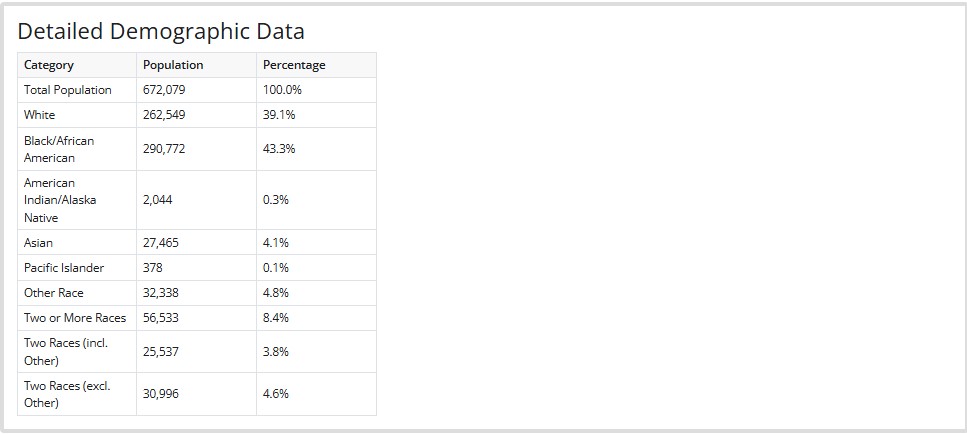 Detailed Demographic Data
Category Population Percentage
Total Population 672,079 100.0%
White 262,549 39.1%
Black/African
American 290,772 43.3%
American
Indian/Alaska
Native 2,044 0.3%
Asian 27,465 4.1%
Pacific Islander 378 0.1%
Other Race 32,338 4.8%
Two or More Races 56,533 8.4%
Two Races (incl.
Other) 25,537 3.8%
Two Races (excl.
Other) 30,996 4.6%